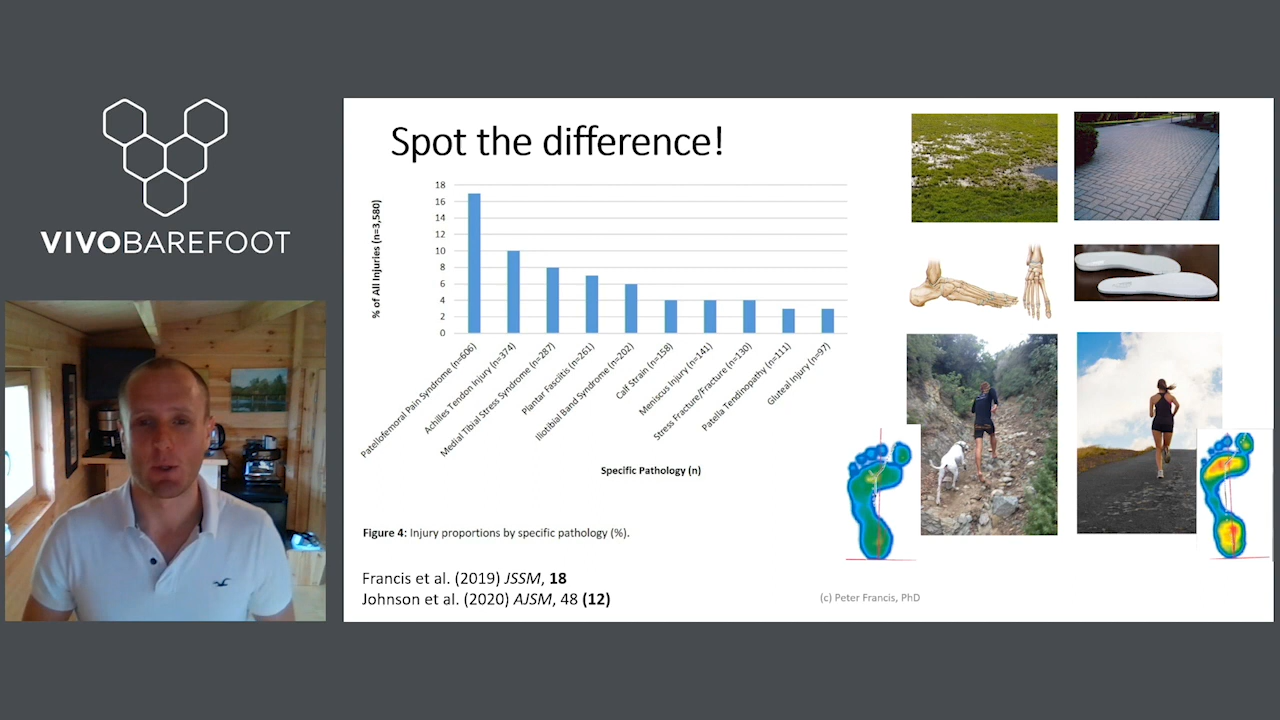 VIVOBAREFOOT
Spot the difference!
% of All Injuries (n=3,580)
18
16
14
12
10
8
6
4
2
0
Patellofemoral Pain Syndrome (n=606)
Achilles Tendon Injury (n=374)
Medial Tibial Stress Syndrome (n=287)
Plantar Fasciitis (n=261)
Iliotibial Band Syndrome (n=202)
Calf Strain (n=158)
Meniscus Injury (n=141)
Stress Fracture/Fracture (n=130)
Patella Tendinopathy (n=111)
Gluteal Injury (n=97)
Specific Pathology (n)
Figure 4: Injury proportions by specific pathology (%).
Francis et al. (2019) JSSM, 18
Johnson et al. (2020) AJSM, 48 (12)
(c) Peter Francis, PhD